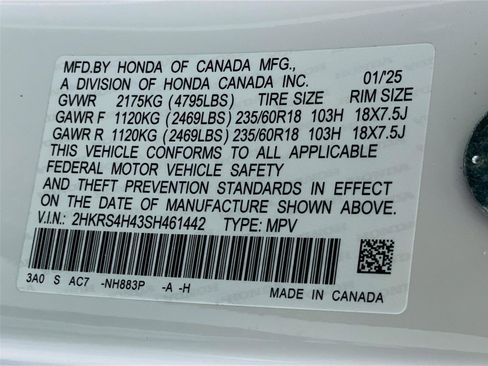 MFD.BY HONDA OF CANADA MFG.,
A DIVISION OF HONDA CANADA INC. 01/'25
GVWR 2175KG (4795LBS) TIRE SIZE RIM SIZE
GAWR F 1120KG (2469LBS) 235/60R18 103H 18X7.5J
GAWR R 1120KG (2469LBS) 235/60R18 103H 18X7.5J
THIS VEHICLE CONFORMS TO ALL APPLICABLE
FEDERAL MOTOR VEHICLE SAFETY
AND THEFT PREVENTION STANDARDS IN EFFECT
ON THE DATE OF MANUFACTURE SHOWN ABOVE.
V.I.N.: 2HKRS4H43SH461442 TYPE: MPV
3A0 S AC7 -NH883P -A -H
MADE IN CANADA